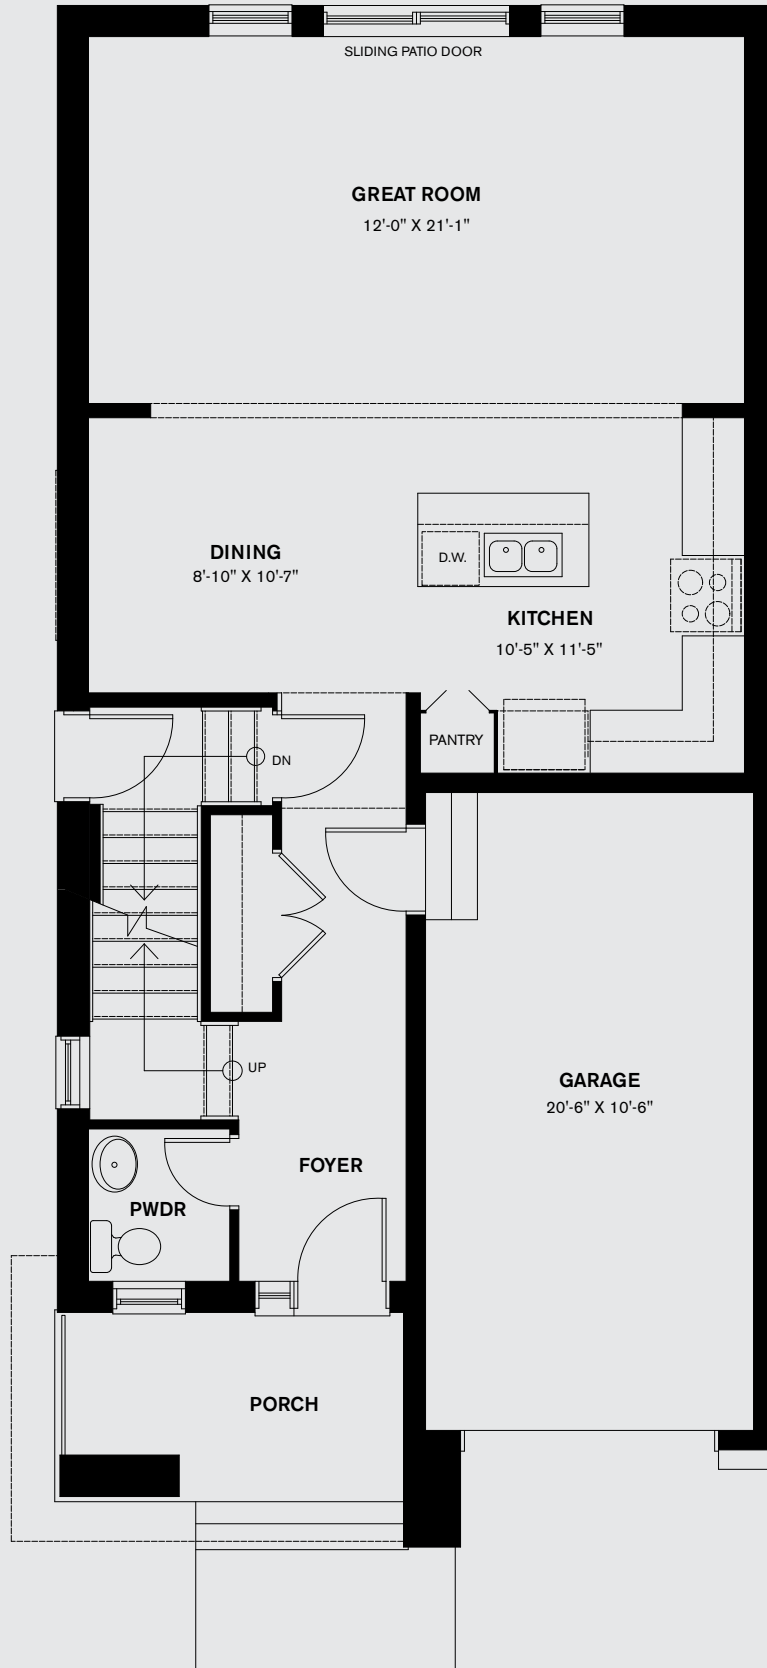 SLIDING PATIO DOOR
GREAT ROOM
12'-0" X 21'-1"
DINING
8'-10" X 10'-7"
D.W.
KITCHEN
10'-5" X 11'-5"
PANTRY
DN
UP
GARAGE
20'-6" X 10'-6"
FOYER
PWDR
PORCH